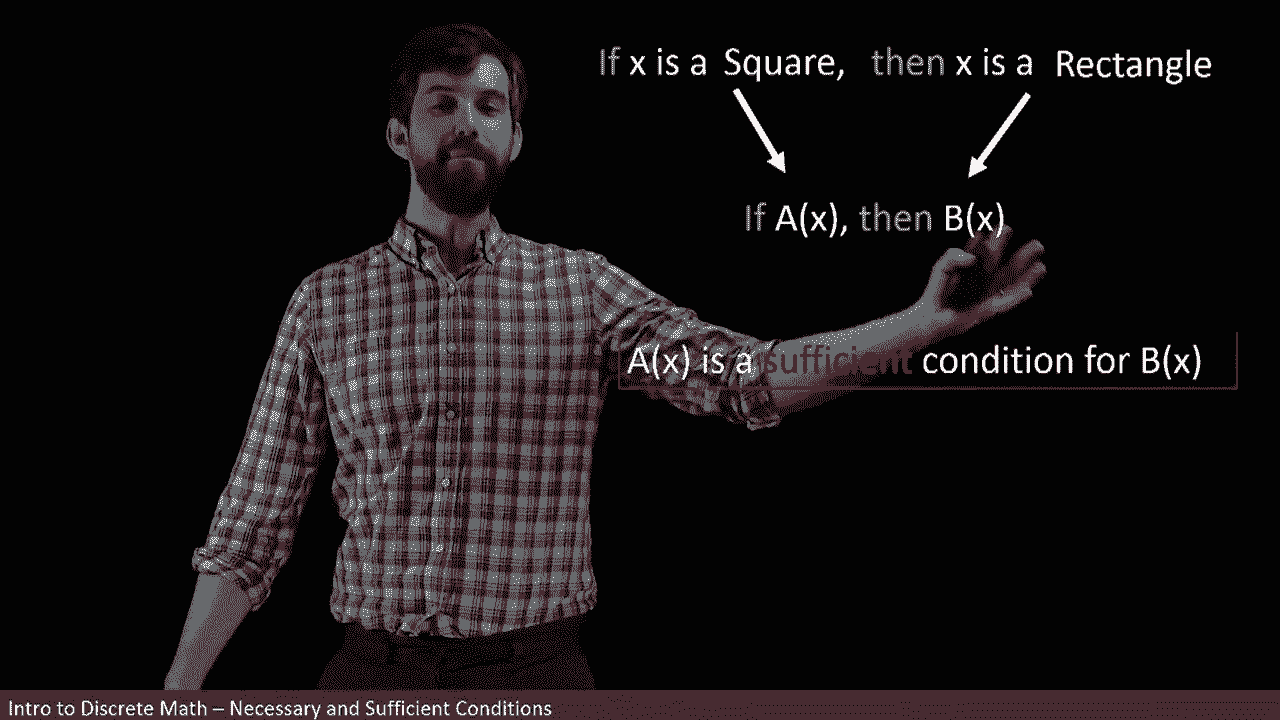 If x is a Square, then x is a Rectangle
If A(x), then B(x)
A(x) is a sufficient condition for B(x)
Intro to Discrete Math – Necessary and Sufficient Conditions